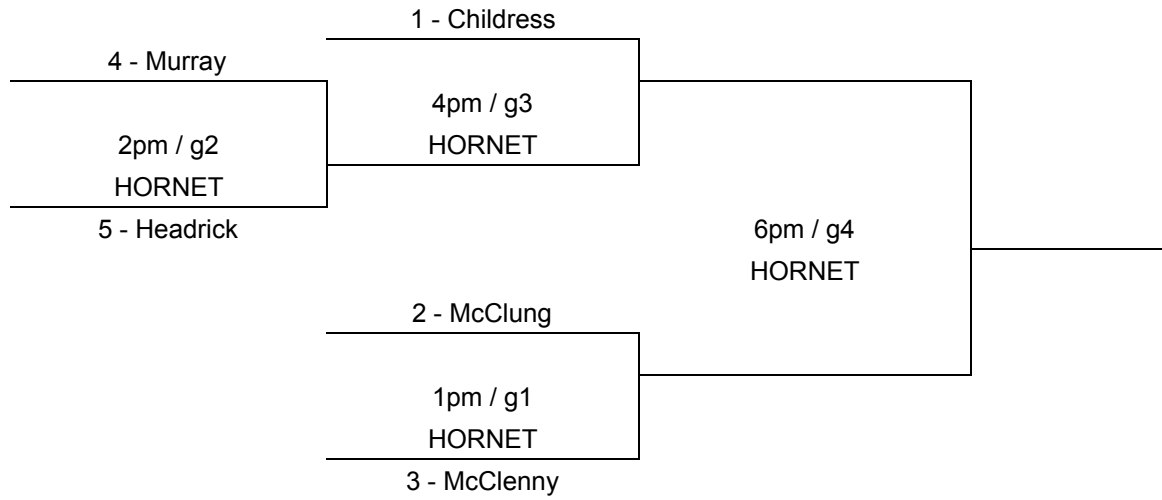 1 - Childress
4 - Murray
4pm / g3
HORNET
2pm / g2
HORNET
5 - Headrick
6pm / g4
HORNET
2 - McClung
1pm / g1
HORNET
3 - McClenny